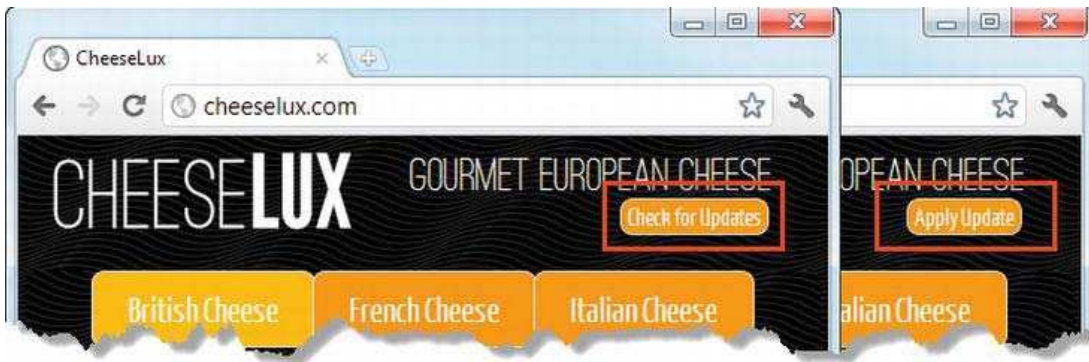 CheeseLux
cheeselux.com
CHEESELUX
GOURMET EUROPEAN CHEESE
Check for Updates
British Cheese
French Cheese
Italian Cheese
OPEAN CHEESE
Apply Update
alian Cheese